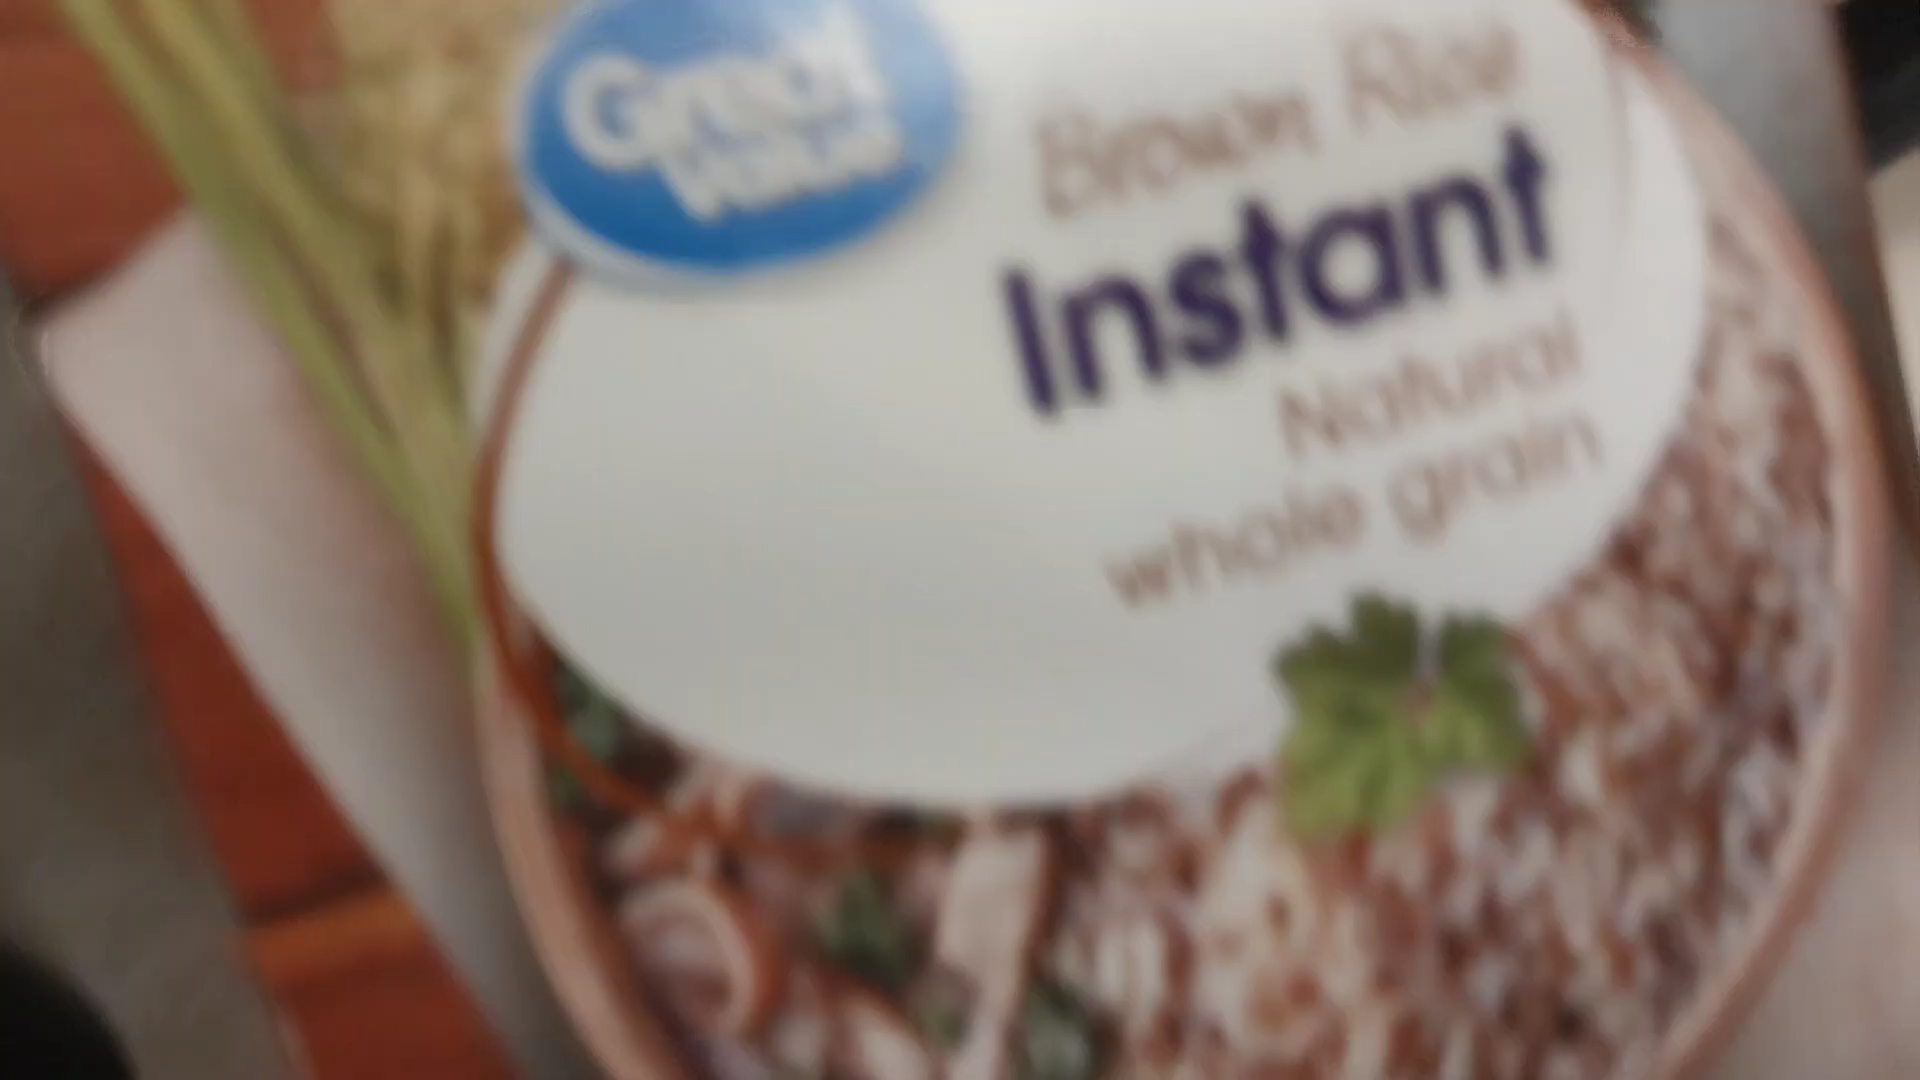 Great
Value
Brown Rice
Instant
Natural
whole grain